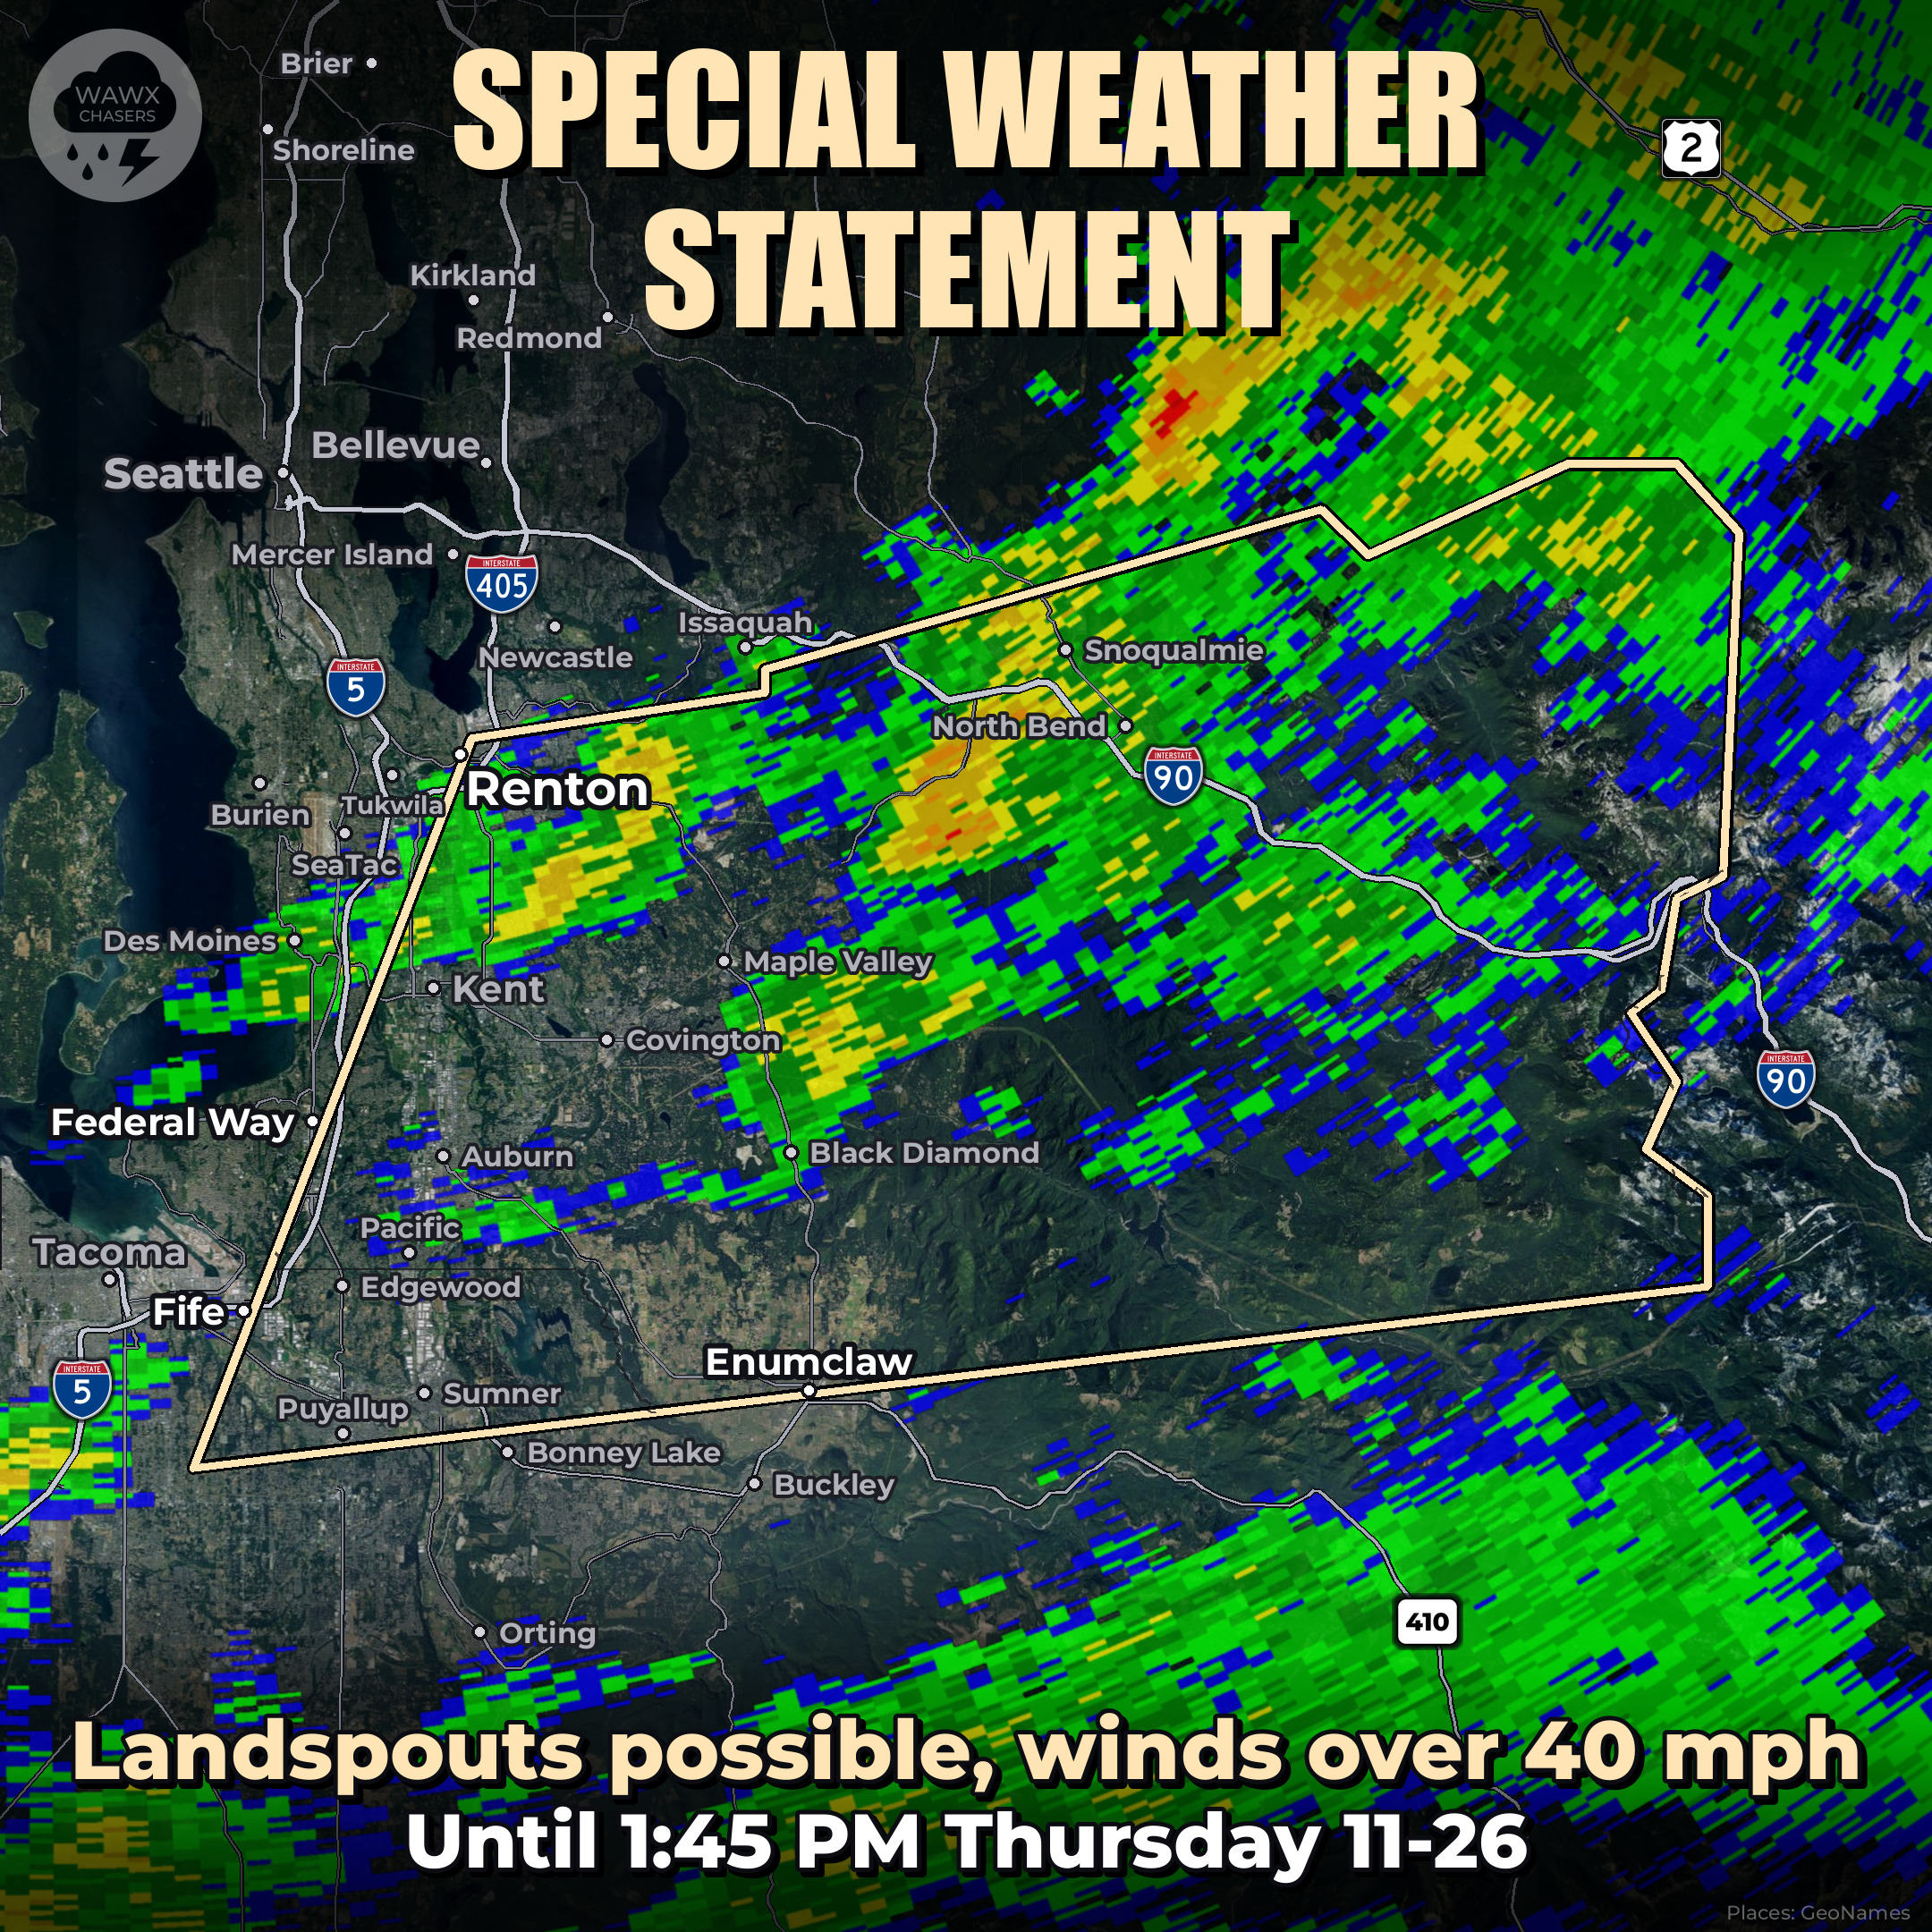 WAWX
CHASERS
SPECIAL WEATHER
STATEMENT
Brier
Shoreline
2
Kirkland
Redmond
Bellevue
Seattle
Mercer Island
INTERSTATE
405
Issaquah
Newcastle
Snoqualmie
INTERSTATE
5
North Bend
INTERSTATE
90
Renton
Tukwila
Burien
SeaTac
Des Moines
Maple Valley
Kent
Covington
INTERSTATE
90
Federal Way
Auburn
Black Diamond
Pacific
Tacoma
Edgewood
Fife
Enumclaw
INTERSTATE
5
Sumner
Puyallup
Bonney Lake
Buckley
410
Orting
Landspouts possible, winds over 40 mph
Until 1:45 PM Thursday 11-26
Places: GeoNames